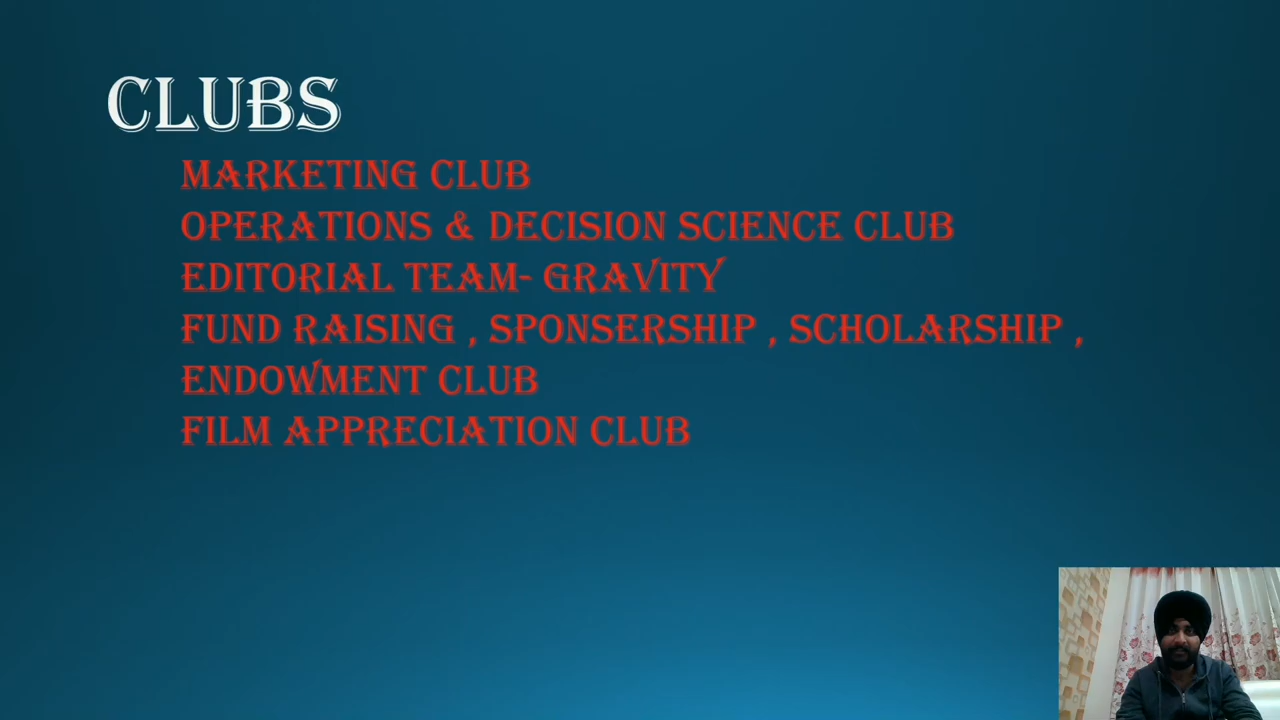 CLUBS
MARKETING CLUB
OPERATIONS & DECISION SCIENCE CLUB
EDITORIAL TEAM- GRAVITY
FUND RAISING , SPONSERSHIP , SCHOLARSHIP ,
ENDOWMENT CLUB
FILM APPRECIATION CLUB